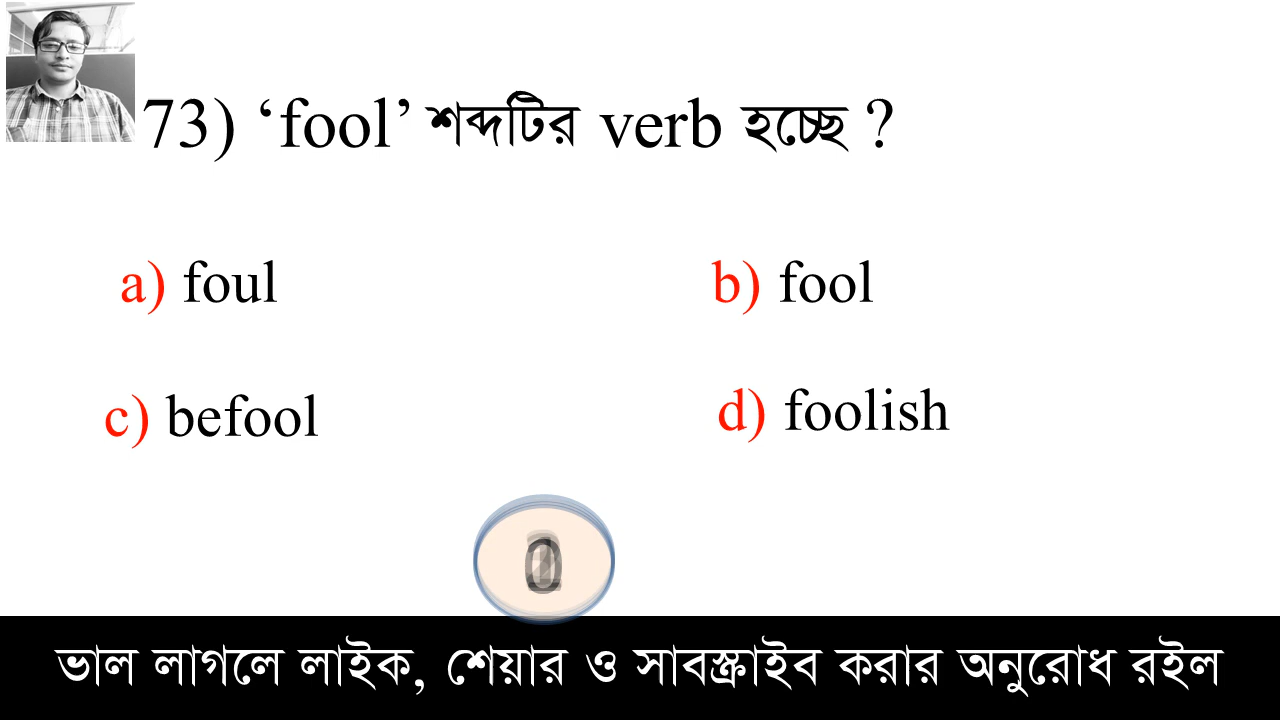 73) ‘fool’ শব্দটির verb হচ্ছে ?
a) foul
b) fool
c) befool
d) foolish
ভাল লাগলে লাইক, শেয়ার ও সাবস্ক্রাইব করার অনুরোধ রইল